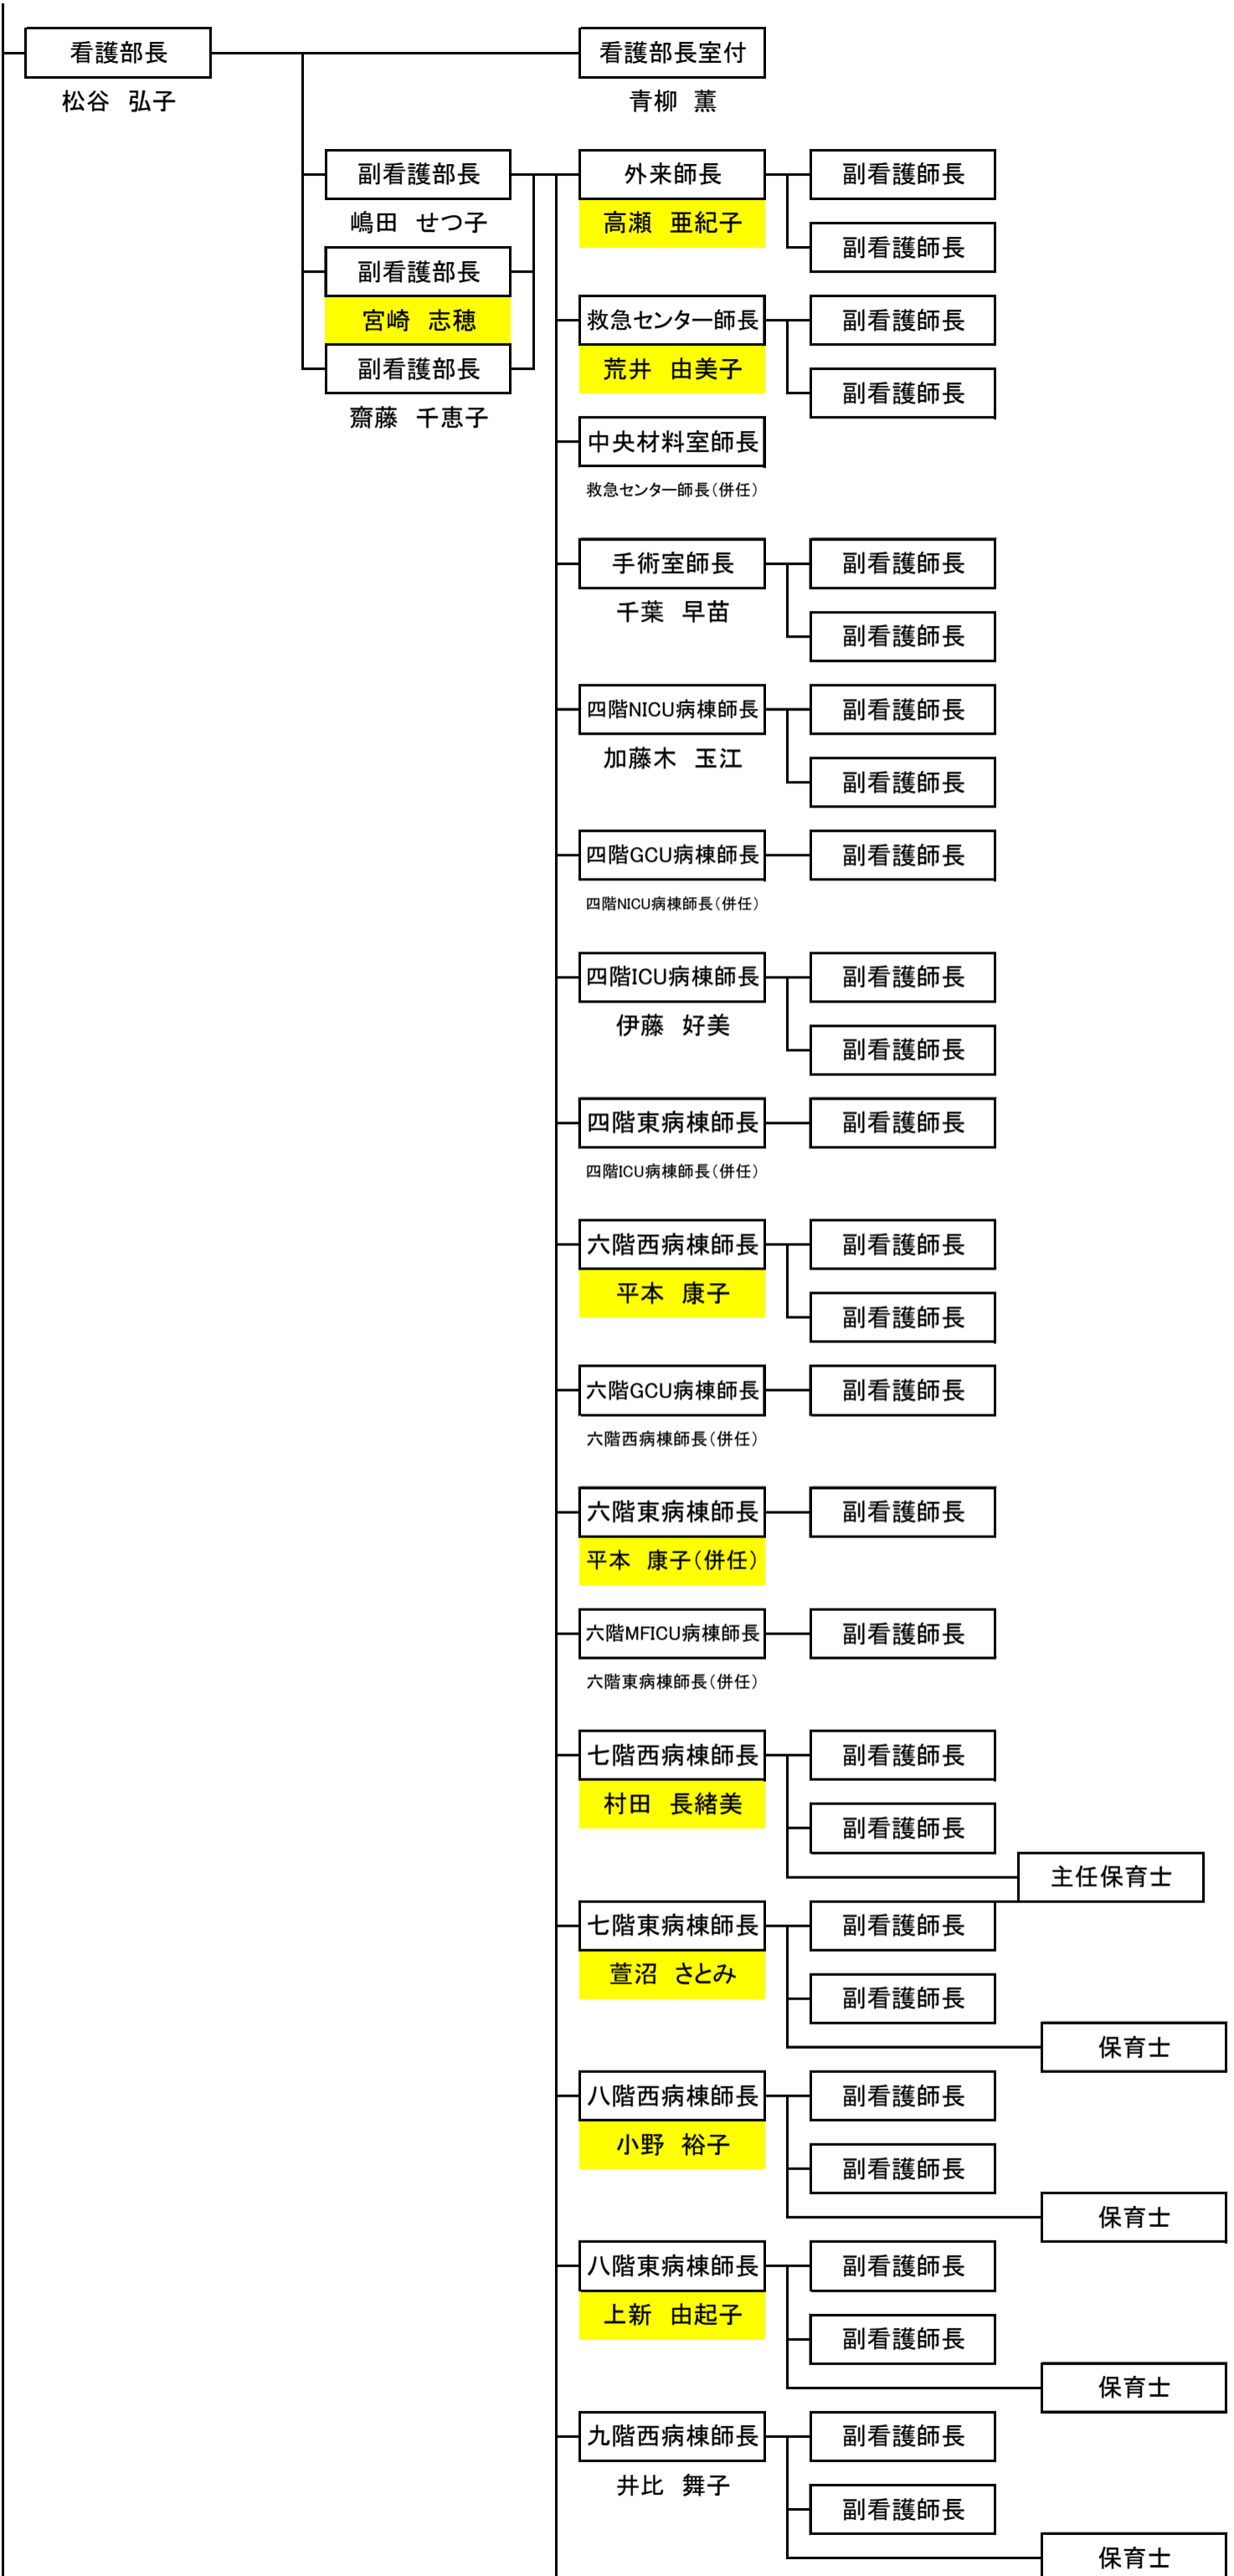 看護部長
看護部長室付
松谷　弘子
青柳　薫
副看護部長
外来師長
副看護師長
嶋田　せつ子
高瀬　亜紀子
副看護師長
副看護部長
宮崎　志穂
救急センター師長
副看護師長
副看護部長
荒井　由美子
副看護師長
齋藤　千恵子
中央材料室師長
救急センター師長（併任）
手術室師長
副看護師長
千葉　早苗
副看護師長
四階NICU病棟師長
副看護師長
加藤木　玉江
副看護師長
四階GCU病棟師長
副看護師長
四階NICU病棟師長（併任）
四階ICU病棟師長
副看護師長
伊藤　好美
副看護師長
四階東病棟師長
副看護師長
四階ICU病棟師長（併任）
六階西病棟師長
副看護師長
平本　康子
副看護師長
六階GCU病棟師長
副看護師長
六階西病棟師長（併任）
六階東病棟師長
副看護師長
平本　康子（併任）
六階MFICU病棟師長
副看護師長
六階東病棟師長（併任）
七階西病棟師長
副看護師長
村田　長緒美
副看護師長
主任保育士
七階東病棟師長
副看護師長
萱沼　さとみ
副看護師長
保育士
八階西病棟師長
副看護師長
小野　裕子
副看護師長
保育士
八階東病棟師長
副看護師長
上新　由起子
副看護師長
保育士
九階西病棟師長
副看護師長
井比　舞子
副看護師長
保育士